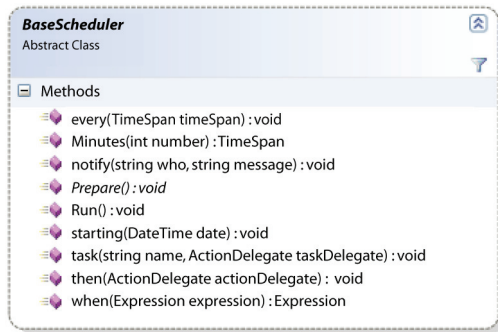 BaseScheduler
Abstract Class
Methods
every(TimeSpan timeSpan) : void
Minutes(int number) : TimeSpan
notify(string who, string message) : void
Prepare() : void
Run() : void
starting(DateTime date) : void
task(string name, ActionDelegate taskDelegate) : void
then(ActionDelegate actionDelegate) : void
when(Expression expression) : Expression